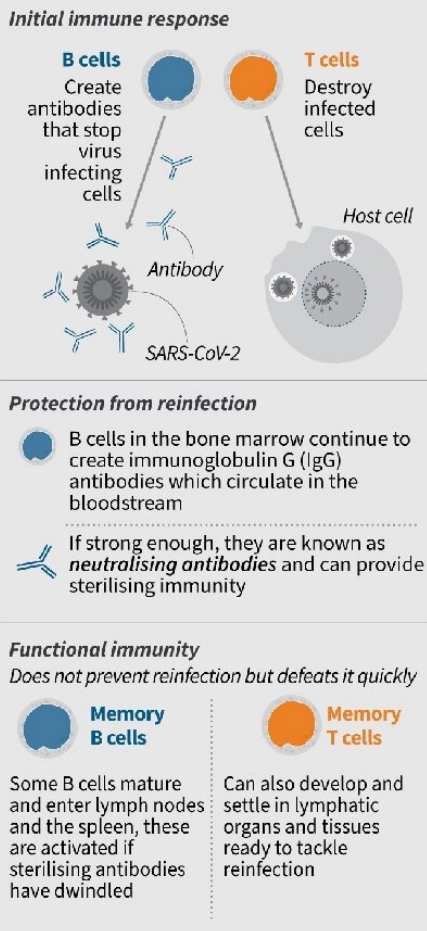 Initial immune response
B cells
Create
antibodies
that stop
virus
infecting
cells
T cells
Destroy
infected
cells
Host cell
Antibody
SARS-CoV-2
Protection from reinfection
B cells in the bone marrow continue to
create immunoglobulin G (IgG)
antibodies which circulate in the
bloodstream
If strong enough, they are known as
neutralising antibodies and can provide
sterilising immunity
Functional immunity
Does not prevent reinfection but defeats it quickly
Memory
B cells
Some B cells mature
and enter lymph nodes
and the spleen, these
are activated if
sterilising antibodies
have dwindled
Memory
T cells
Can also develop and
settle in lymphatic
organs and tissues
ready to tackle
reinfection